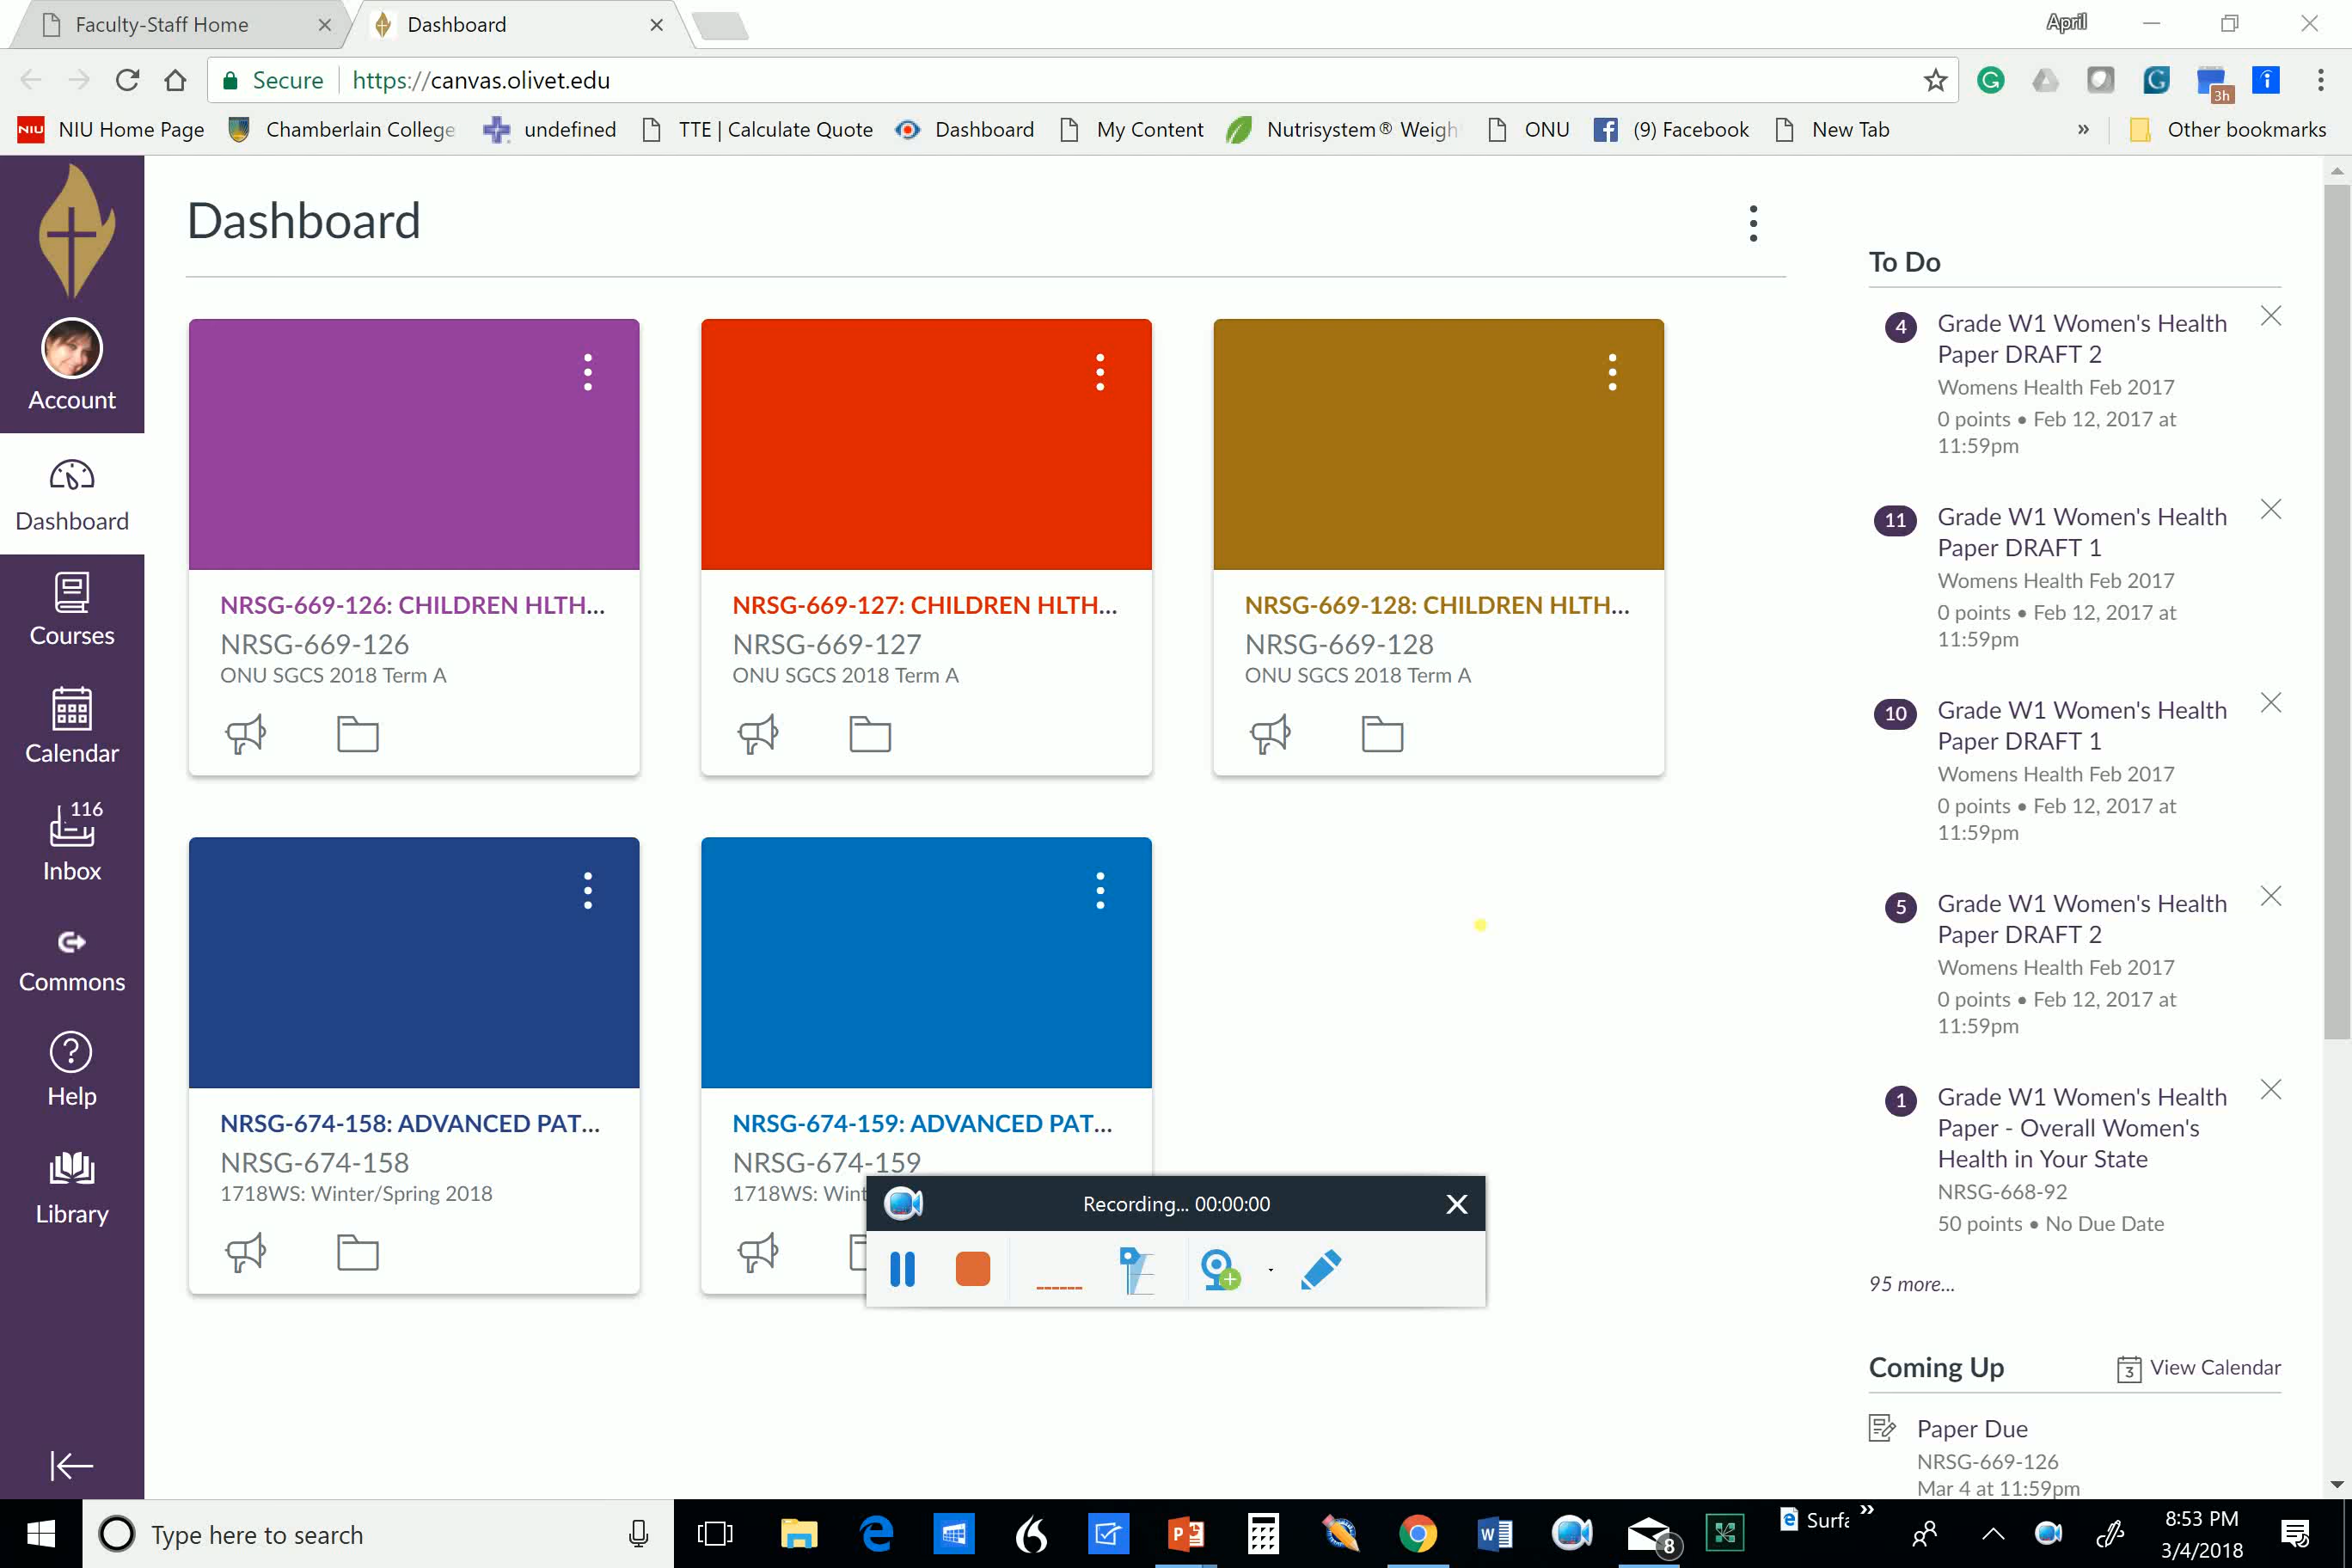 Faculty-Staff Home
Dashboard
April
Secure
https://canvas.olivet.edu
3h
NIU
NIU Home Page
Chamberlain College
undefined
TTE | Calculate Quote
Dashboard
My Content
Nutrisystem® Weigh
ONU
(9) Facebook
New Tab
»
Other bookmarks
Account
Dashboard
Courses
Calendar
116
Inbox
Commons
Help
Library
Dashboard
NRSG-669-126: CHILDREN HLTH...
NRSG-669-126
ONU SGCS 2018 Term A
NRSG-669-127: CHILDREN HLTH...
NRSG-669-127
ONU SGCS 2018 Term A
NRSG-669-128: CHILDREN HLTH...
NRSG-669-128
ONU SGCS 2018 Term A
NRSG-674-158: ADVANCED PAT...
NRSG-674-158
1718WS: Winter/Spring 2018
NRSG-674-159: ADVANCED PAT...
NRSG-674-159
1718WS: Wint
Recording... 00:00:00
To Do
4
Grade W1 Women's Health
Paper DRAFT 2
Womens Health Feb 2017
0 points • Feb 12, 2017 at
11:59pm
11
Grade W1 Women's Health
Paper DRAFT 1
Womens Health Feb 2017
0 points • Feb 12, 2017 at
11:59pm
10
Grade W1 Women's Health
Paper DRAFT 1
Womens Health Feb 2017
0 points • Feb 12, 2017 at
11:59pm
5
Grade W1 Women's Health
Paper DRAFT 2
Womens Health Feb 2017
0 points • Feb 12, 2017 at
11:59pm
1
Grade W1 Women's Health
Paper - Overall Women's
Health in Your State
NRSG-668-92
50 points • No Due Date
95 more...
Coming Up
3
View Calendar
Paper Due
NRSG-669-126
Mar 4 at 11:59pm
Type here to search
8
Surfa
»
8:53 PM
3/4/2018